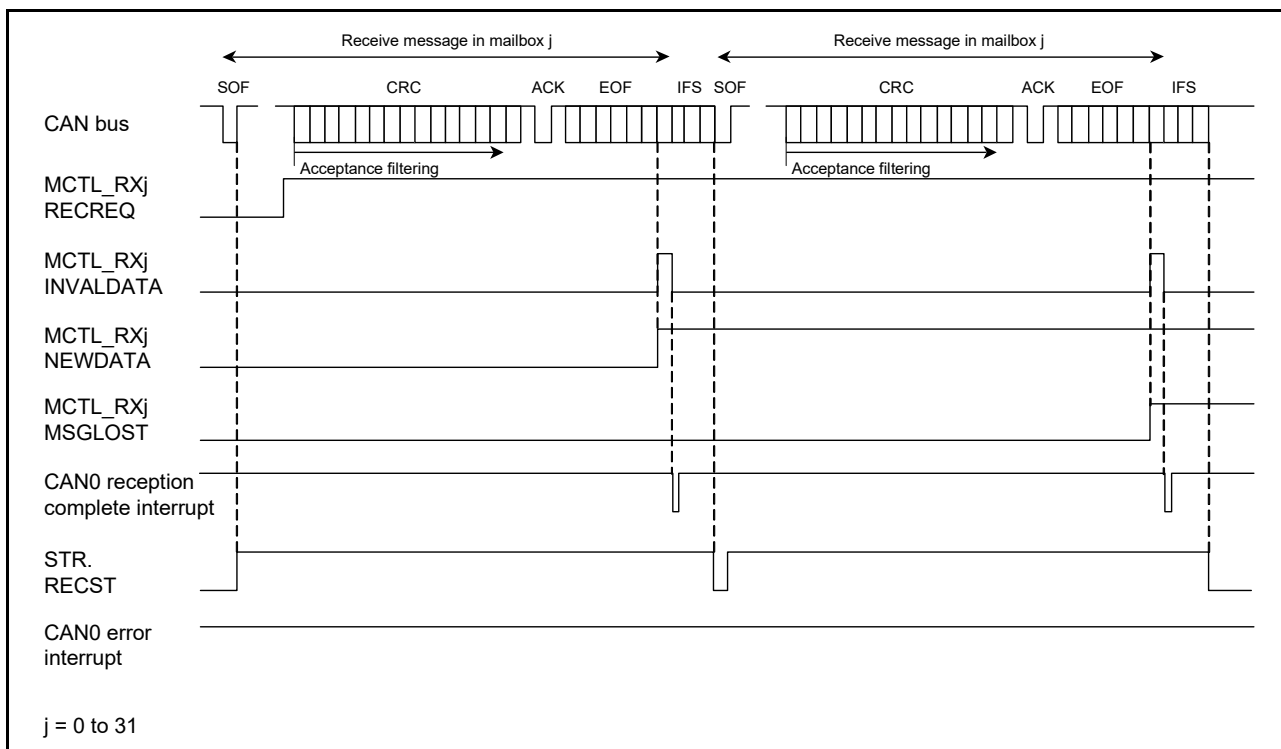 Receive message in mailbox j
Receive message in mailbox j
SOF CRC ACK EOF IFS SOF CRC ACK EOF IFS
CAN bus
Acceptance filtering
Acceptance filtering
MCTL_RXj
RECREQ
MCTL_RXj
INVALDATA
MCTL_RXj
NEWDATA
MCTL_RXj
MSGLOST
CAN0 reception
complete interrupt
STR.
RECST
CAN0 error
interrupt
j = 0 to 31